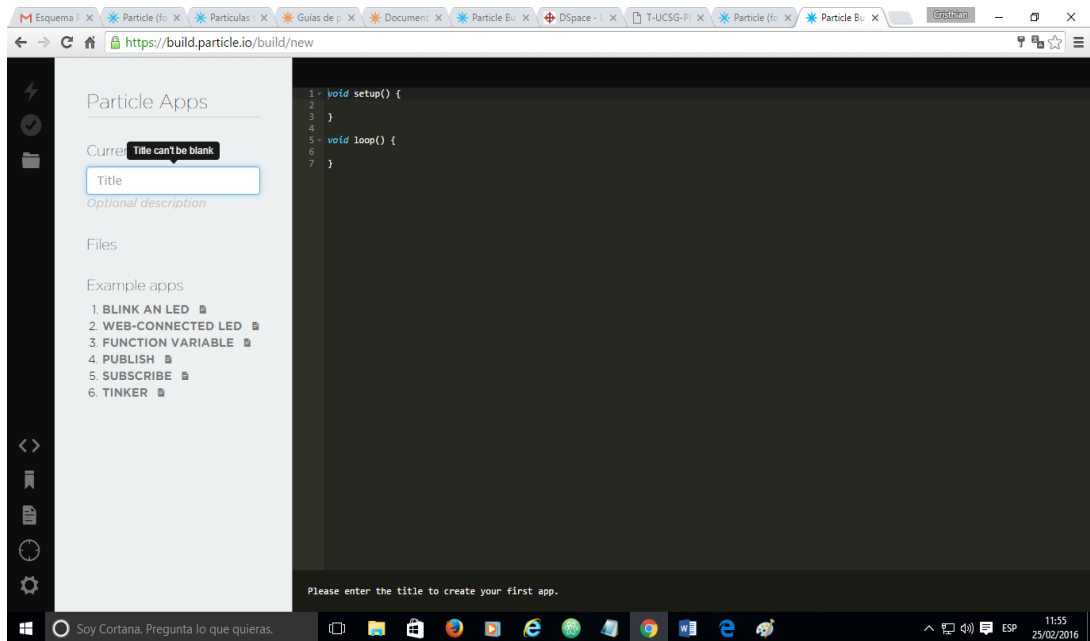 Esquema F
Particle (fo
Partículas t
Guías de p
Document
Particle Bu
DSpace - U
T-UCSG-P
Particle (fo
Particle Bu
Cristhian
https://build.particle.io/build/new
Particle Apps
Title can't be blank
Title
Optional description
Files
Example apps
1. BLINK AN LED
2. WEB-CONNECTED LED
3. FUNCTION VARIABLE
4. PUBLISH
5. SUBSCRIBE
6. TINKER
1 void setup() {
2
3 }
4
5 void loop() {
6
7 }
Please enter the title to create your first app.
Soy Cortana. Pregunta lo que quieras.
ESP
11:55
25/02/2016